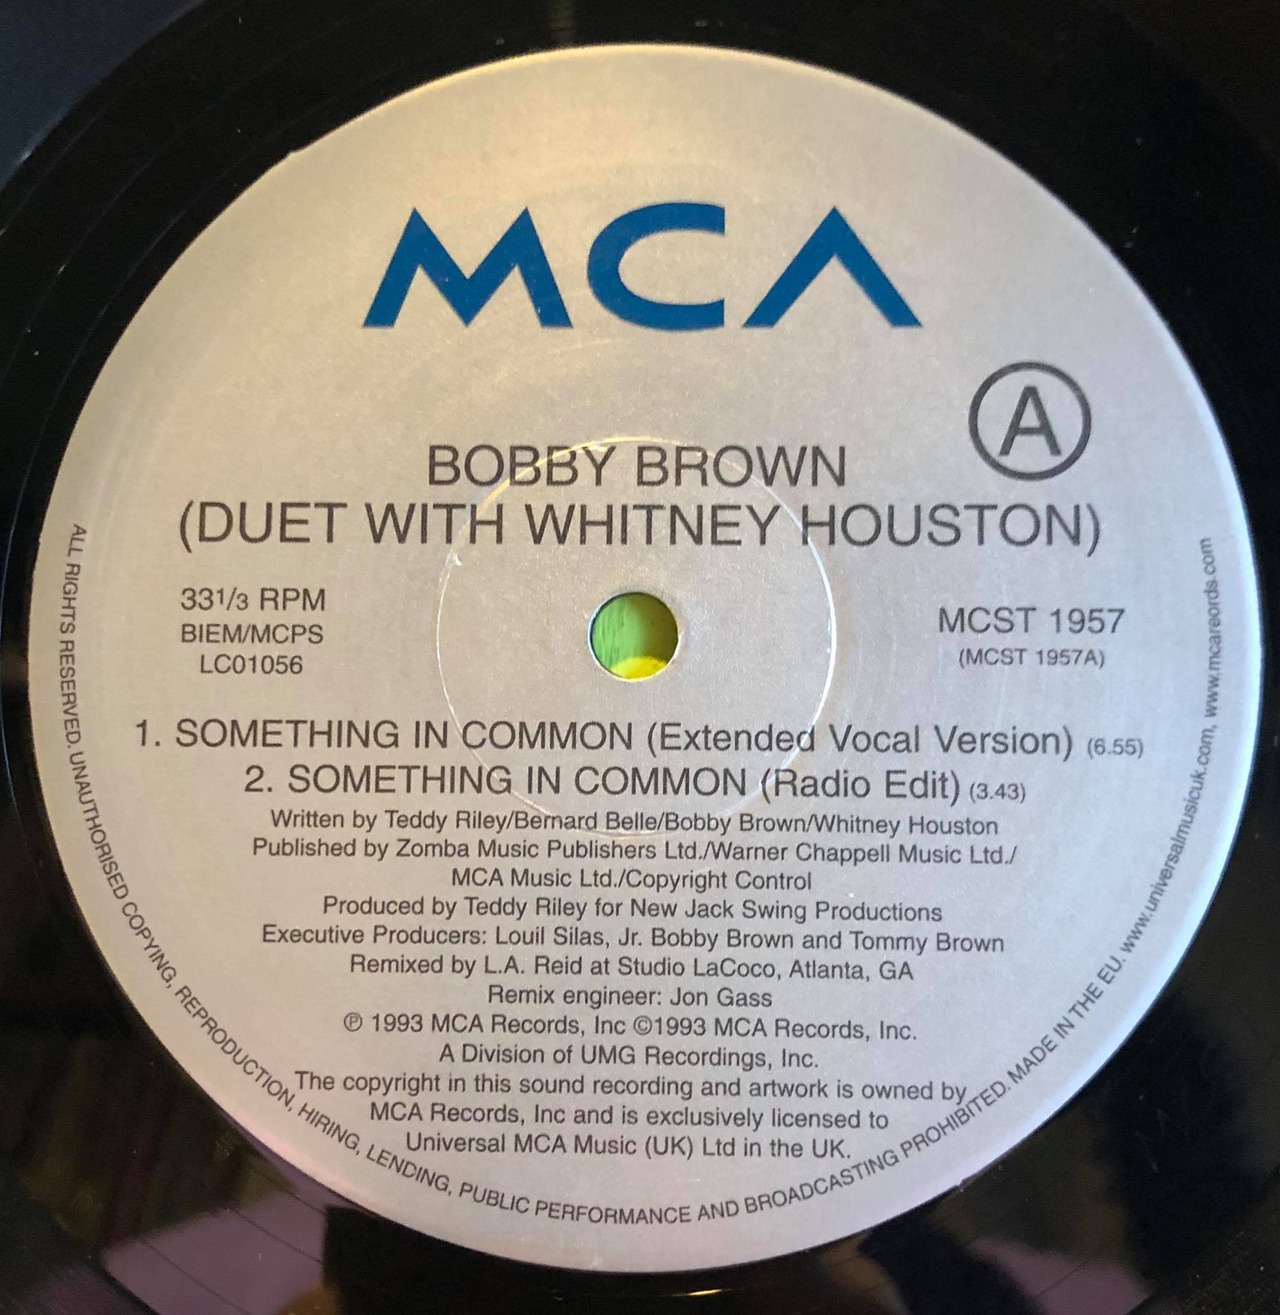 MCA
A
BOBBY BROWN
(DUET WITH WHITNEY HOUSTON)
331/3 RPM
BIEM/MCPS
LC01056
MCST 1957
(MCST 1957A)
1. SOMETHING IN COMMON (Extended Vocal Version) (6.55)
2. SOMETHING IN COMMON (Radio Edit) (3.43)
Written by Teddy Riley/Bernard Belle/Bobby Brown/Whitney Houston
Published by Zomba Music Publishers Ltd./Warner Chappell Music Ltd./
MCA Music Ltd./Copyright Control
Produced by Teddy Riley for New Jack Swing Productions
Executive Producers: Louil Silas, Jr. Bobby Brown and Tommy Brown
Remixed by L.A. Reid at Studio LaCoco, Atlanta, GA
Remix engineer: Jon Gass
℗ 1993 MCA Records, Inc ©1993 MCA Records, Inc.
A Division of UMG Recordings, Inc.
The copyright in this sound recording and artwork is owned by
MCA Records, Inc and is exclusively licensed to
Universal MCA Music (UK) Ltd in the UK.
ALL RIGHTS RESERVED. UNAUTHORISED COPYING, REPRODUCTION, HIRING, LENDING, PUBLIC PERFORMANCE AND BROADCASTING PROHIBITED. MADE IN THE EU. www.universalmusicuk.com, www.mcareords.com